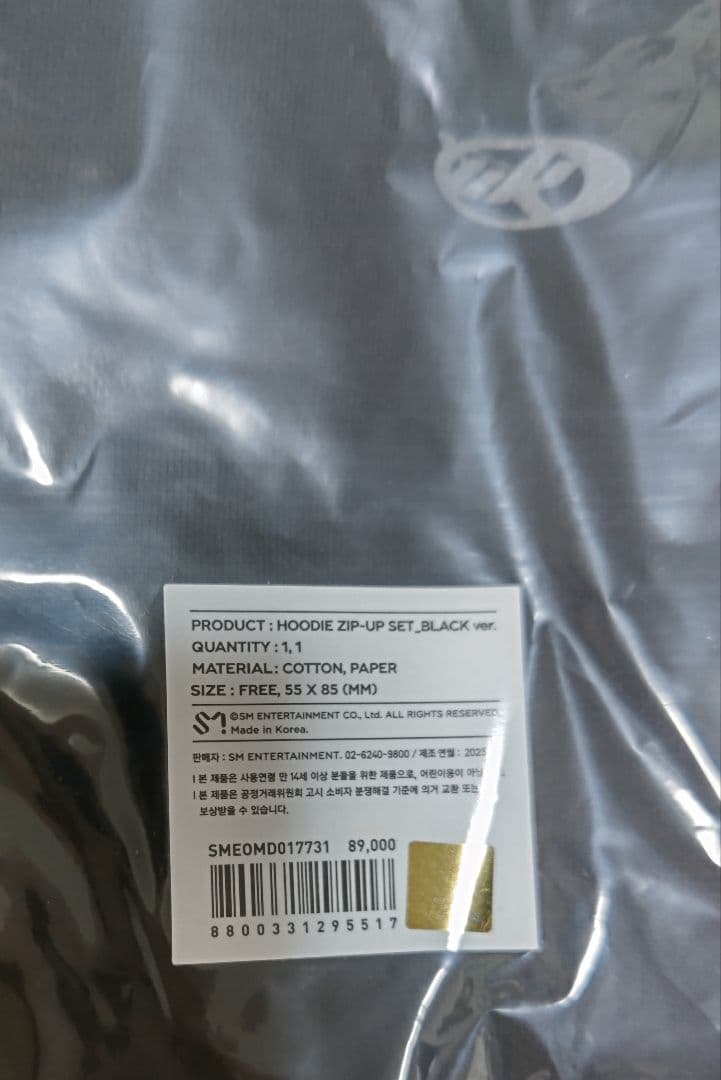 PRODUCT : HOODIE ZIP-UP SET_BLACK ver.
QUANTITY : 1, 1
MATERIAL : COTTON, PAPER
SIZE : FREE, 55 X 85 (MM)
SM
©SM ENTERTAINMENT CO., Ltd. ALL RIGHTS RESERVED.
Made in Korea.
판매자 : SM ENTERTAINMENT. 02-6240-9800 / 제조 연월 : 2025
| 본 제품은 사용연령 만 14세 이상 분들을 위한 제품으로, 어린이용이
| 본 제품은 공정거래위원회 고시 소비자 분쟁해결 기준에 의거 교환 또는
보상받을 수 있습니다.
SMEOMD017731 89,000
8800331295517